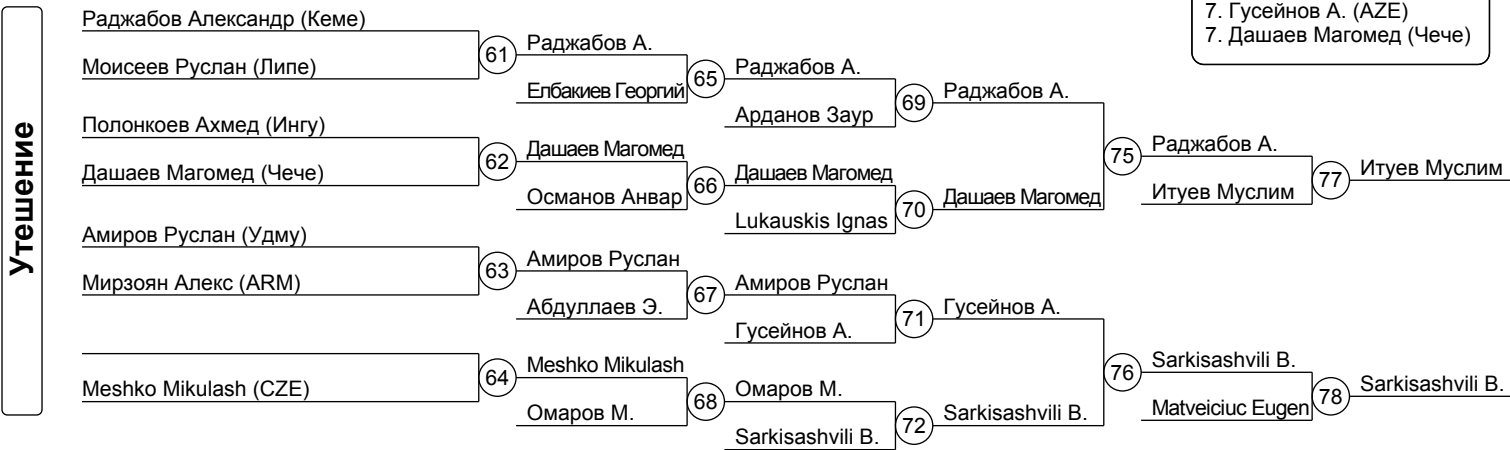 7. Гусейнов А. (AZE)
7. Дашаев Магомед (Чече)
Утешение
Раджабов Александр (Кеме)
Моисеев Руслан (Липе)
61
Раджабов А.
Елбакиев Георгий
65
Раджабов А.
Арданов Заур
69
Раджабов А.
Полонкоев Ахмед (Ингу)
Дашаев Магомед (Чече)
62
Дашаев Магомед
Османов Анвар
66
Дашаев Магомед
Lukauskis Ignas
70
Дашаев Магомед
75
Раджабов А.
Итуев Муслим
77
Итуев Муслим
Амиров Руслан (Удму)
Мирзоян Алекс (ARM)
63
Амиров Руслан
Абдуллаев Э.
67
Амиров Руслан
Гусейнов А.
71
Гусейнов А.
Meshko Mikulash (CZE)
64
Meshko Mikulash
Омаров М.
68
Омаров М.
Sarkisashvili B.
72
Sarkisashvili B.
76
Sarkisashvili B.
Matveiciuc Eugen
78
Sarkisashvili B.